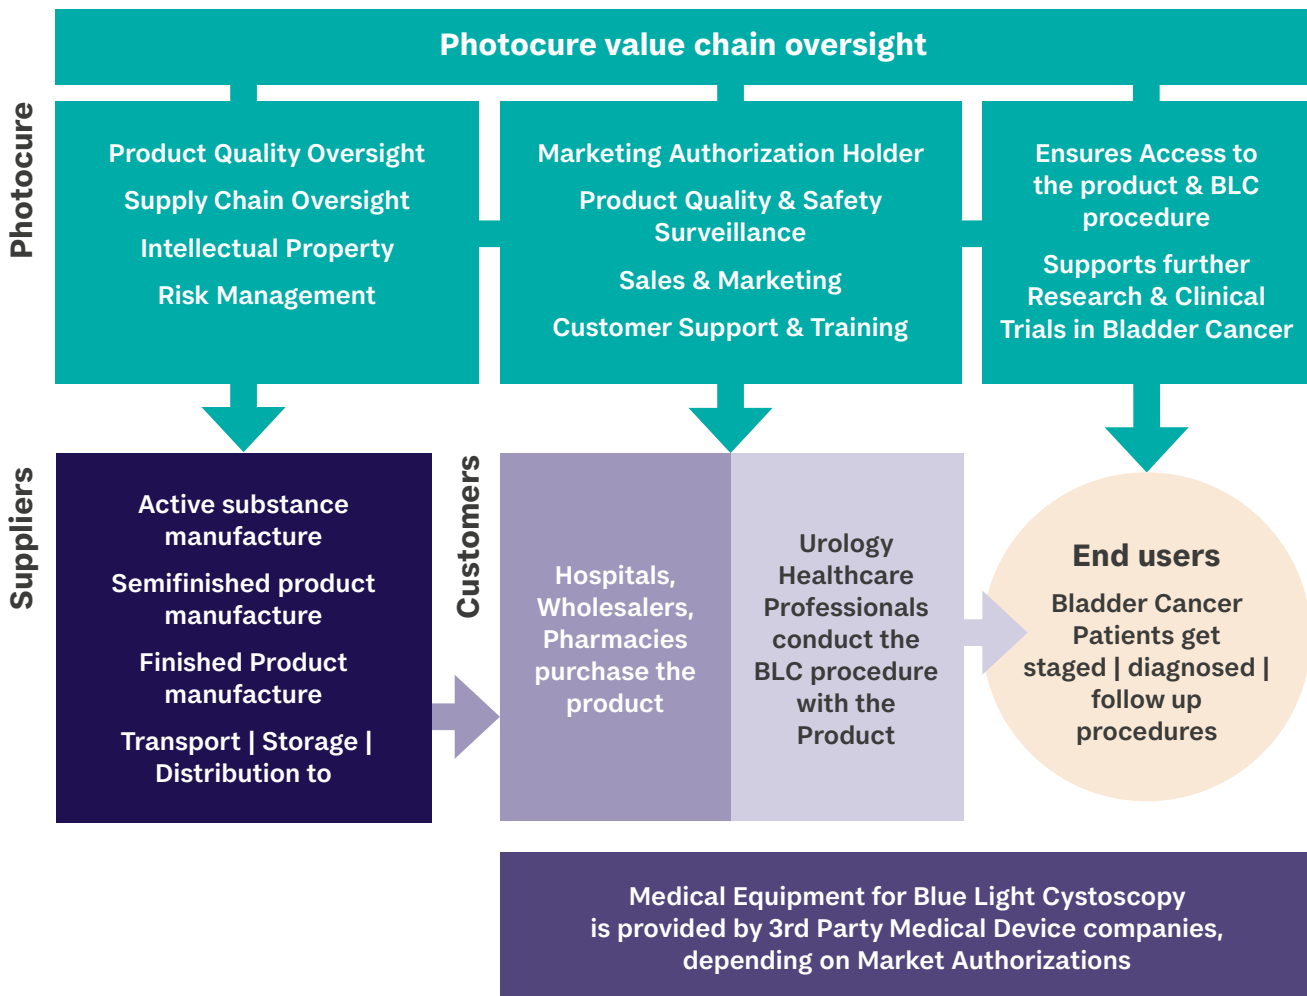 Photocure value chain oversight
Photocure
Product Quality Oversight
Supply Chain Oversight
Intellectual Property
Risk Management
Marketing Authorization Holder
Product Quality & Safety
Surveillance
Sales & Marketing
Customer Support & Training
Ensures Access to
the product & BLC
procedure
Supports further
Research & Clinical
Trials in Bladder Cancer
Suppliers
Active substance
manufacture
Semifinished product
manufacture
Finished Product
manufacture
Transport | Storage |
Distribution to
Customers
Hospitals,
Wholesalers,
Pharmacies
purchase the
product
Urology
Healthcare
Professionals
conduct the
BLC procedure
with the
Product
End users
Bladder Cancer
Patients get
staged | diagnosed |
follow up
procedures
Medical Equipment for Blue Light Cystoscopy
is provided by 3rd Party Medical Device companies,
depending on Market Authorizations